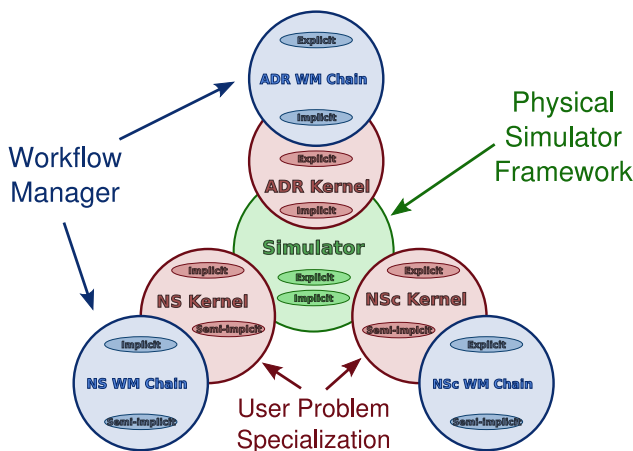 Explicit
ADR WM Chain
Implicit
Explicit
ADR Kernel
Implicit
Physical
Simulator
Framework
Workflow
Manager
Simulator
Explicit
Implicit
Implicit
NS Kernel
Semi-impicit
Explicit
NSc Kernel
Semi-impicit
Implicit
NS WM Chain
Semi-implicit
Explicit
NSc WM Chain
Semi-implicit
User Problem
Specialization